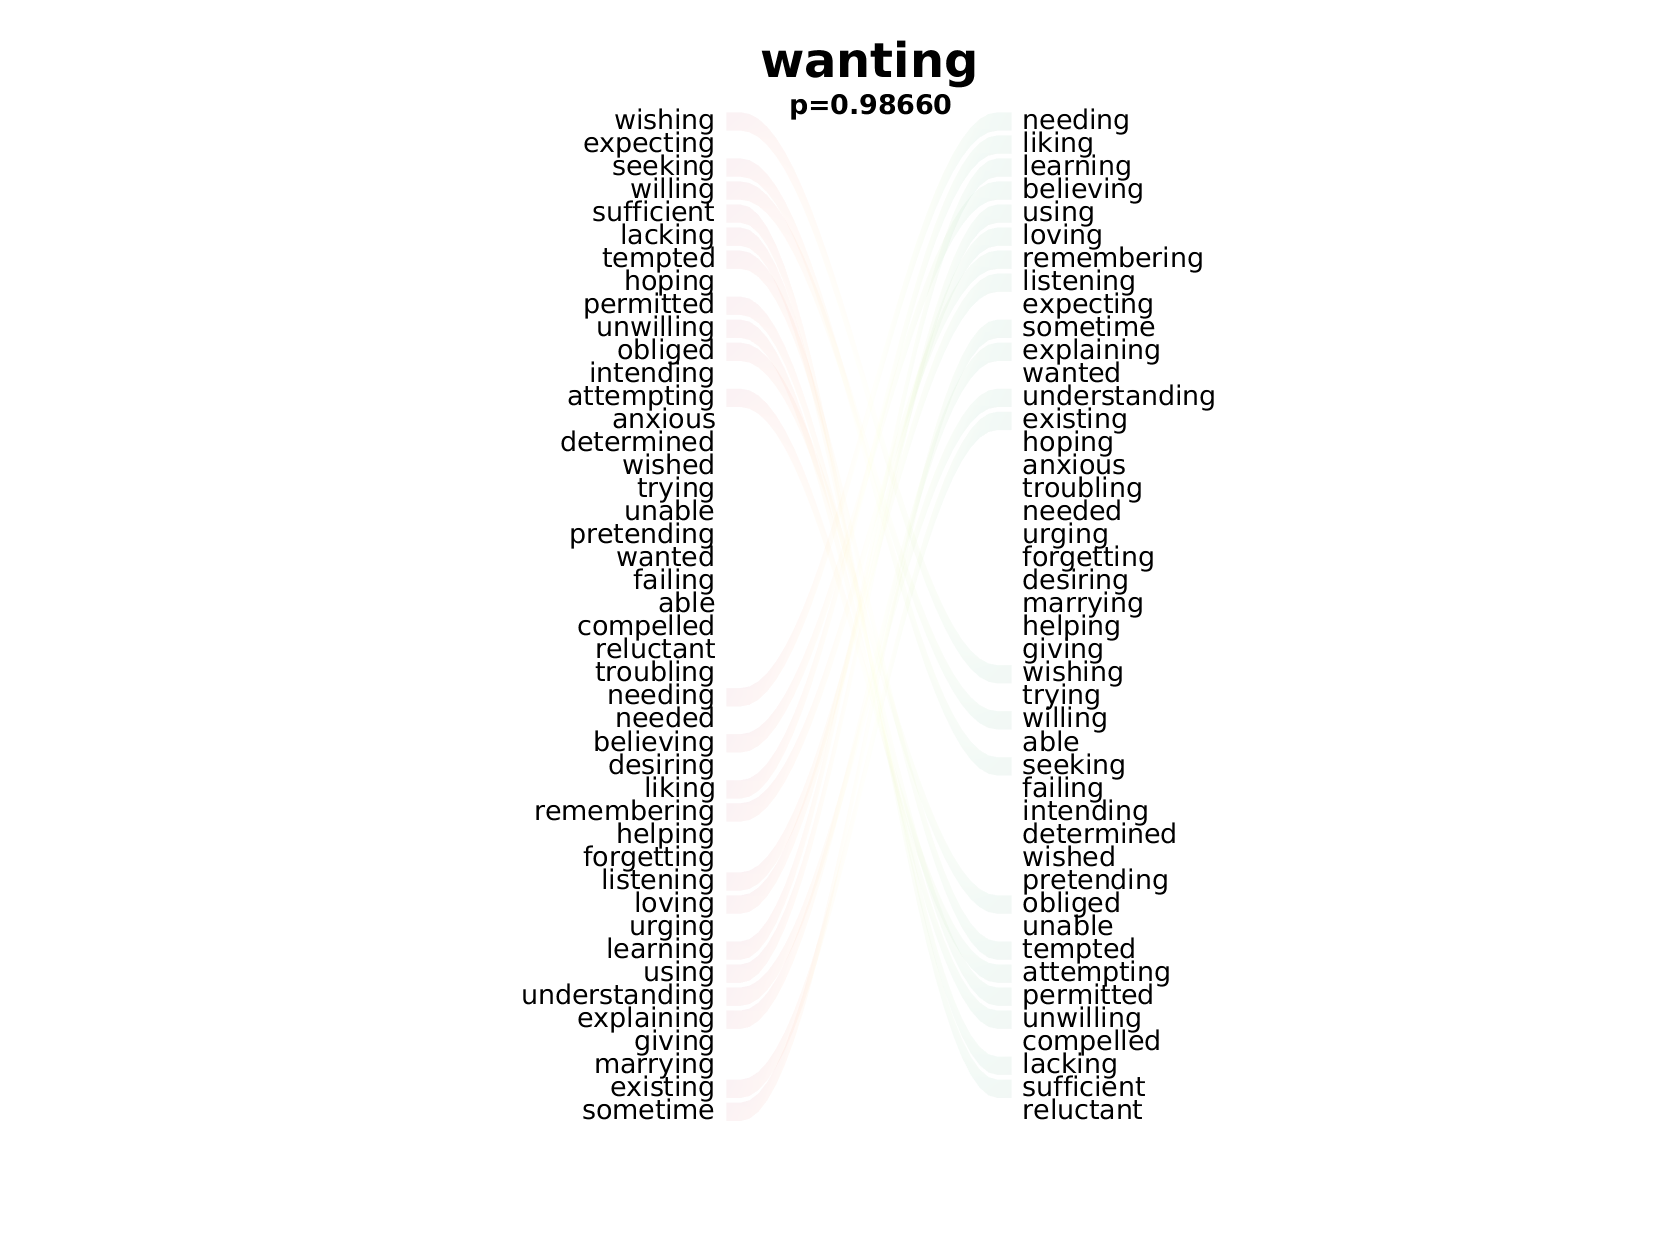 wanting
p=0.98660
wishing
expecting
seeking
willing
sufficient
lacking
tempted
hoping
permitted
unwilling
obliged
intending
attempting
anxious
determined
wished
trying
unable
pretending
wanted
failing
able
compelled
reluctant
troubling
needing
needed
believing
desiring
liking
remembering
helping
forgetting
listening
loving
urging
learning
using
understanding
explaining
giving
marrying
existing
sometime
needing
liking
learning
believing
using
loving
remembering
listening
expecting
sometime
explaining
wanted
understanding
existing
hoping
anxious
troubling
needed
urging
forgetting
desiring
marrying
helping
giving
wishing
trying
willing
able
seeking
failing
intending
determined
wished
pretending
obliged
unable
tempted
attempting
permitted
unwilling
compelled
lacking
sufficient
reluctant